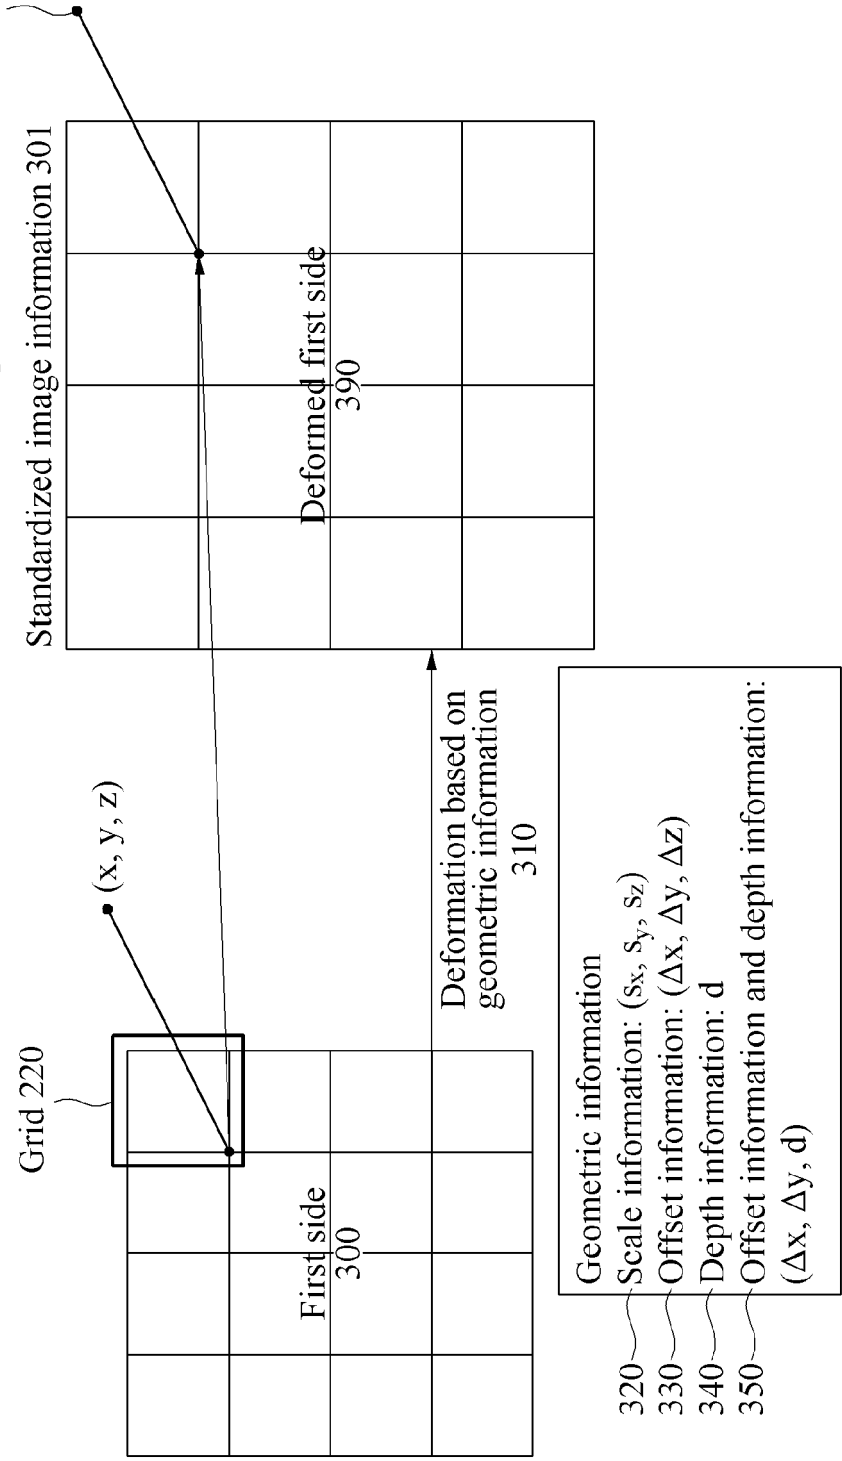 Grid 220
(x, y, z)
Standardized image information 301
First side
300
Deformation based on
geometric information
310
Deformed first side
390
Geometric information
320 Scale information: (sx, sy, sz)
330 Offset information: (Δx, Δy, Δz)
340 Depth information: d
350 Offset information and depth information:
(Δx, Δy, d)